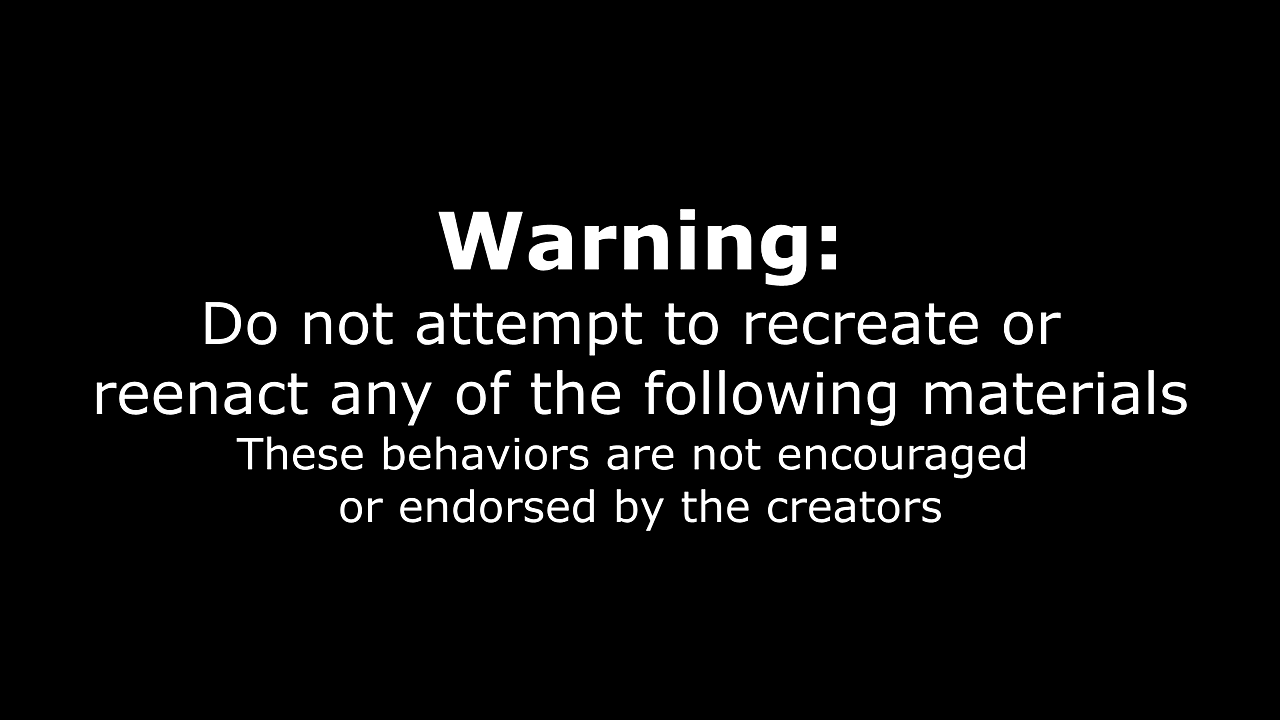 Warning:
Do not attempt to recreate or
reenact any of the following materials
These behaviors are not encouraged
or endorsed by the creators